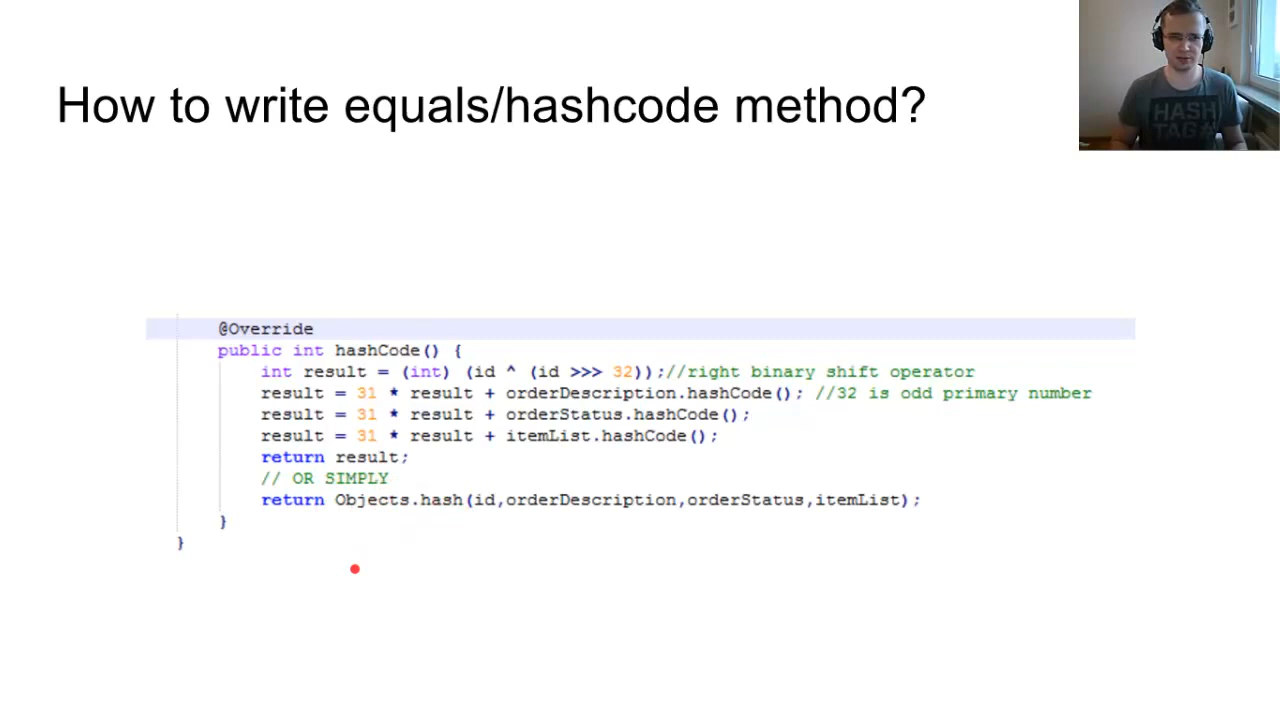 How to write equals/hashcode method?
HASH
TAG#
@Override
public int hashCode() {
int result = (int) (id ^ (id >>> 32));//right binary shift operator
result = 31 * result + orderDescription.hashCode(); //32 is odd primary number
result = 31 * result + orderStatus.hashCode();
result = 31 * result + itemList.hashCode();
return result;
// OR SIMPLY
return Objects.hash(id,orderDescription,orderStatus,itemList);
}
}